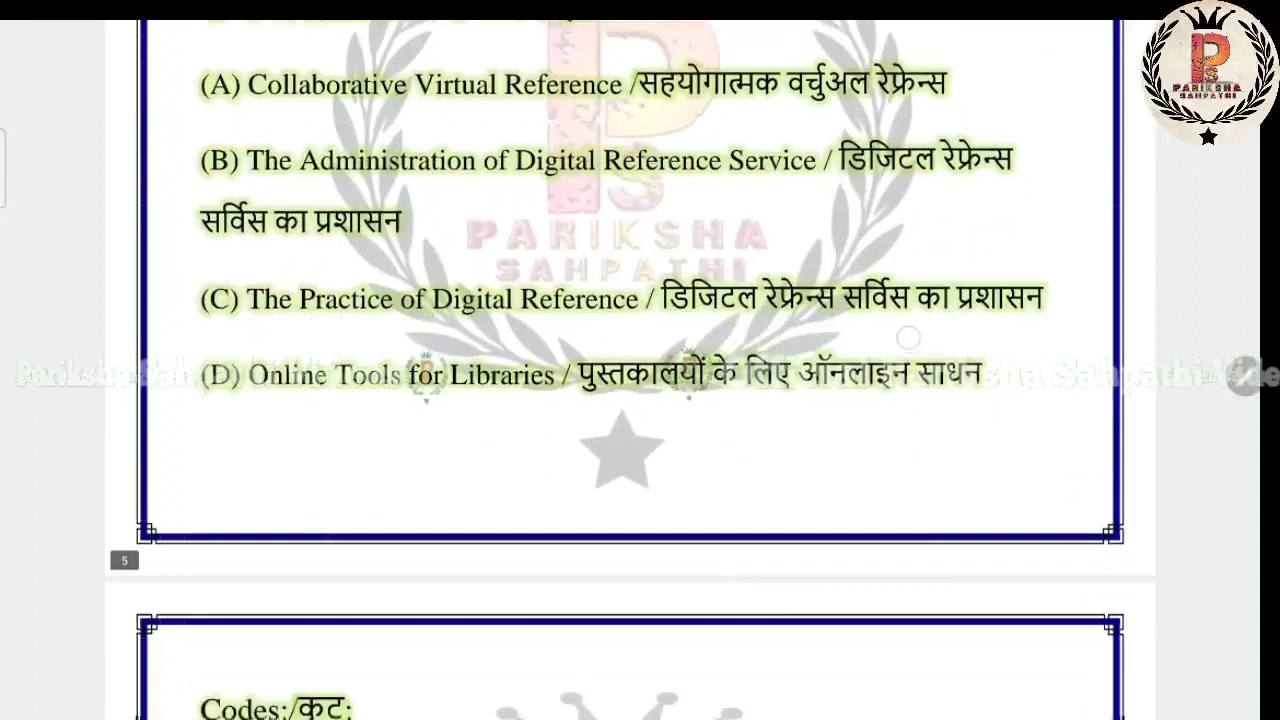 PARIKSHA
SAHPATHI
(A) Collaborative Virtual Reference /सहयोगात्मक वर्चुअल रेफ्रेन्स
(B) The Administration of Digital Reference Service / डिजिटल रेफ्रेन्स
सर्विस का प्रशासन
PARIKSHA
SAHPATHI
(C) The Practice of Digital Reference / डिजिटल रेफ्रेन्स सर्विस का प्रशासन
(D) Online Tools for Libraries / पुस्तकालयों के लिए ऑनलाइन साधन
5
Codes:/कूट: